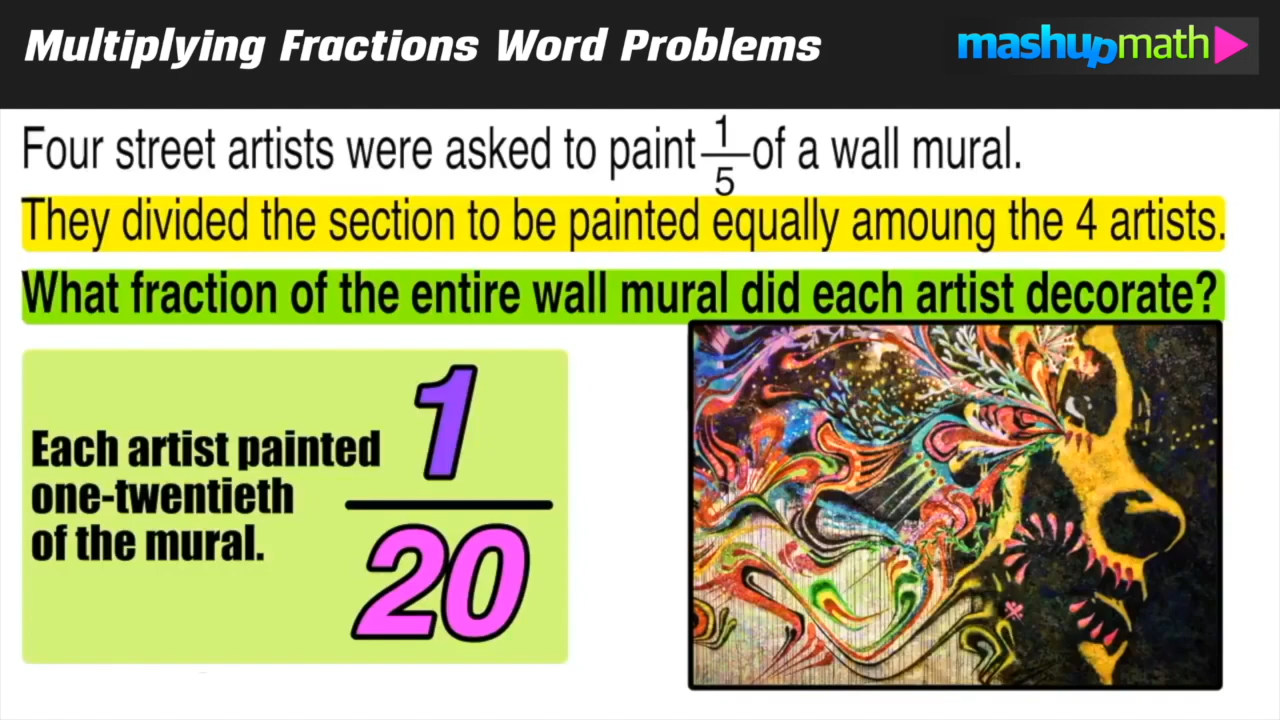 Multiplying Fractions Word Problems
mashupmath
Four street artists were asked to paint 1/5 of a wall mural.
They divided the section to be painted equally amoung the 4 artists.
What fraction of the entire wall mural did each artist decorate?
Each artist painted
one-twentieth
of the mural.
1
20